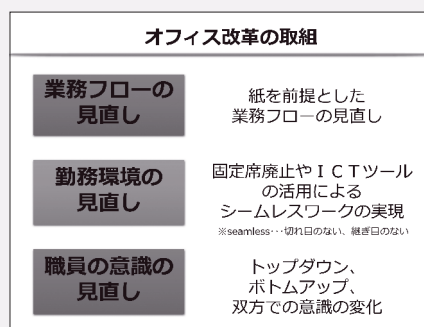 オフィス改革の取組
業務フローの
見直し
紙を前提とした
業務フローの見直し
勤務環境の
見直し
固定席廃止やＩＣＴツール
の活用による
シームレスワークの実現
※seamless･･･切れ目のない、継ぎ目のない
職員の意識の
見直し
トップダウン、
ボトムアップ、
双方での意識の変化